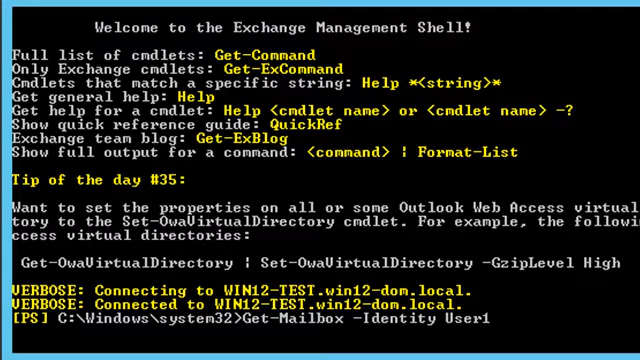 Welcome to the Exchange Management Shell!
Full list of cmdlets: Get-Command
Only Exchange cmdlets: Get-ExCommand
Cmdlets that match a specific string: Help *<string>*
Get general help: Help
Get help for a cmdlet: Help <cmdlet name> or <cmdlet name> -?
Show quick reference guide: QuickRef
Exchange team blog: Get-ExBlog
Show full output for a command: <command> | Format-List
Tip of the day #35:
Want to set the properties on all or some Outlook Web Access virtual
tory to the Set-OwaVirtualDirectory cmdlet. For example, the followi
ccess virtual directories:
Get-OwaVirtualDirectory | Set-OwaVirtualDirectory -GzipLevel High
VERBOSE: Connecting to WIN12-TEST.win12-dom.local.
VERBOSE: Connected to WIN12-TEST.win12-dom.local.
[PS] C:\Windows\system32>Get-Mailbox -Identity User1